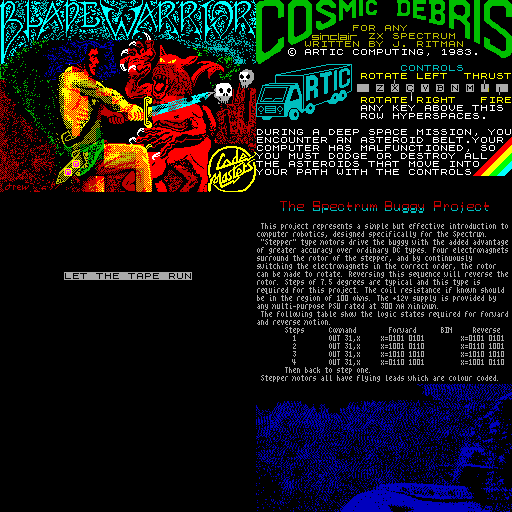 BLADE WARRIOR
drew
Code
Masters
COSMIC DEBRIS
FOR ANY
sinclair ZX SPECTRUM
WRITTEN BY J. RITMAN
© ARTIC COMPUTING, 1983.
ARTIC
CONTROLS
ROTATE LEFT THRUST
Z X C V B N M
ROTATE RIGHT FIRE
ANY KEY ABOVE THIS
ROW HYPERSPACES.
DURING A DEEP SPACE MISSION, YOU
ENCOUNTER AN ASTEROID BELT.YOUR
COMPUTER HAS MALFUNCTIONED, SO
YOU MUST DODGE OR DESTROY ALL
THE ASTEROIDS THAT MOVE INTO
YOUR PATH WITH THE CONTROLS
LET THE TAPE RUN
The Spectrum Buggy Project
This project represents a simple but effective introduction to
computer robotics, designed specifically for the Spectrum.
"Stepper" type motors drive the buggy with the added advantage
of greater accuracy over ordinary DC types. Four electromagnets
surround the rotor of the stepper, and by continuously
switching the electromagnets in the correct order, the rotor
can be made to rotate. Reversing this sequence will reverse the
rotor. Steps of 7.5 degrees are typical and this type is
required for this project. The coil resistance if known should
be in the region of 100 ohms. The +12v supply is provided by
any multi-purpose PSU rated at 300 mA minimum.
The following table show the logic states required for forward
and reverse motion.
Steps Command Forward BIN Reverse
1 OUT 31,x x=0101 0101 x=0101 0101
2 OUT 31,x x=1001 0110 x=0110 1001
3 OUT 31,x x=1010 1010 x=1010 1010
4 OUT 31,x x=0110 1001 x=1001 0110
Then back to step one.
Stepper motors all have flying leads which are colour coded.